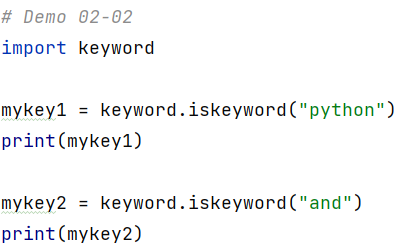 # Demo 02-02
import keyword
mykey1 = keyword.iskeyword("python")
print(mykey1)
mykey2 = keyword.iskeyword("and")
print(mykey2)